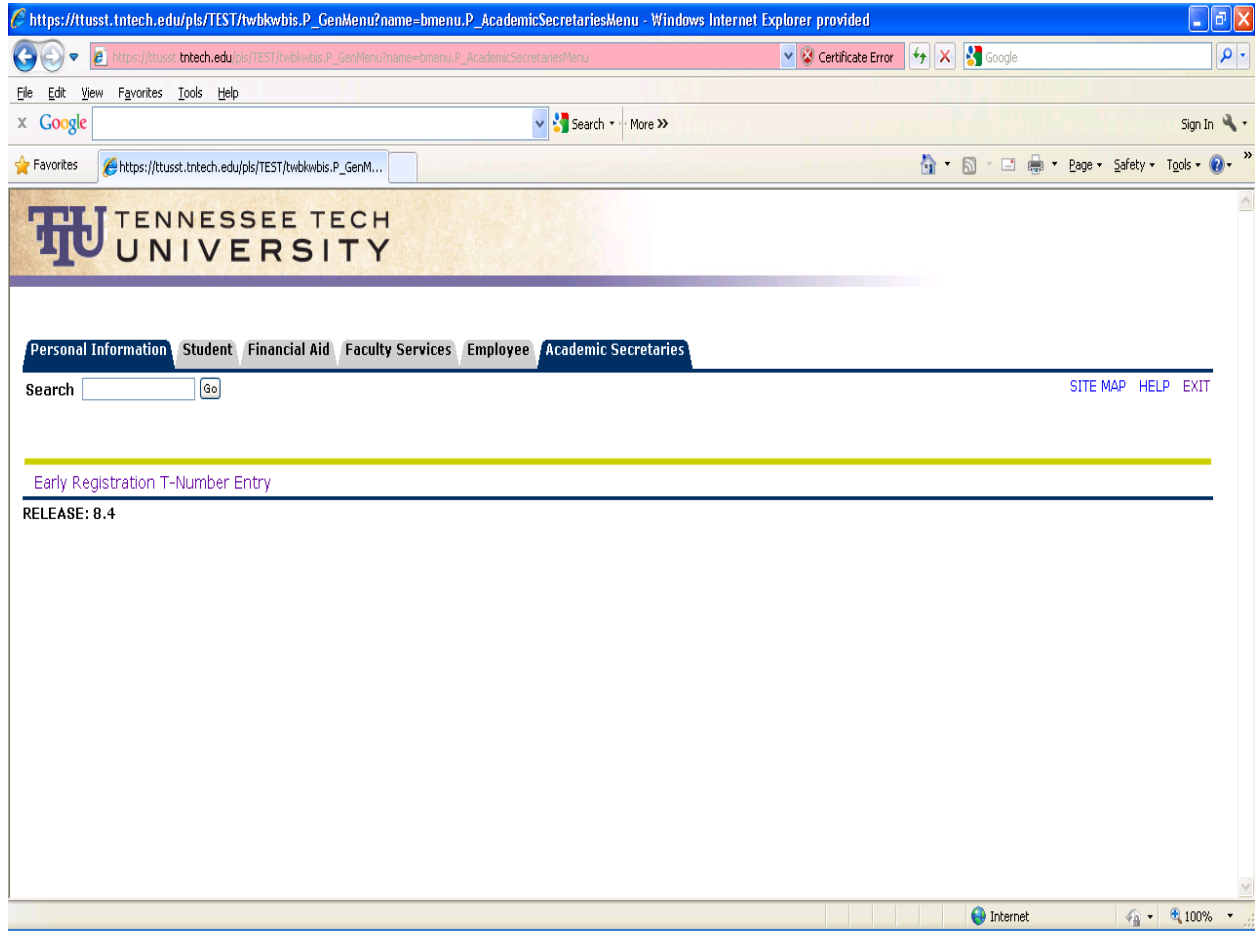 https://ttusst.tntech.edu/pls/TEST/twbkwbis.P_GenMenu?name=bmenu.P_AcademicSecretariesMenu - Windows Internet Explorer provided
https://ttusst.tntech.edu/pls/TEST/twbkwbis.P_GenMenu?name=bmenu.P_AcademicSecretariesMenu Certificate Error Google
File Edit View Favorites Tools Help
x Google Search More >> Sign In
Favorites https://ttusst.tntech.edu/pls/TEST/twbkwbis.P_GenM... Page Safety Tools >>
TTU TENNESSEE TECH
UNIVERSITY
Personal Information Student Financial Aid Faculty Services Employee Academic Secretaries
Search Go SITE MAP HELP EXIT
Early Registration T-Number Entry
RELEASE: 8.4
Internet 100%